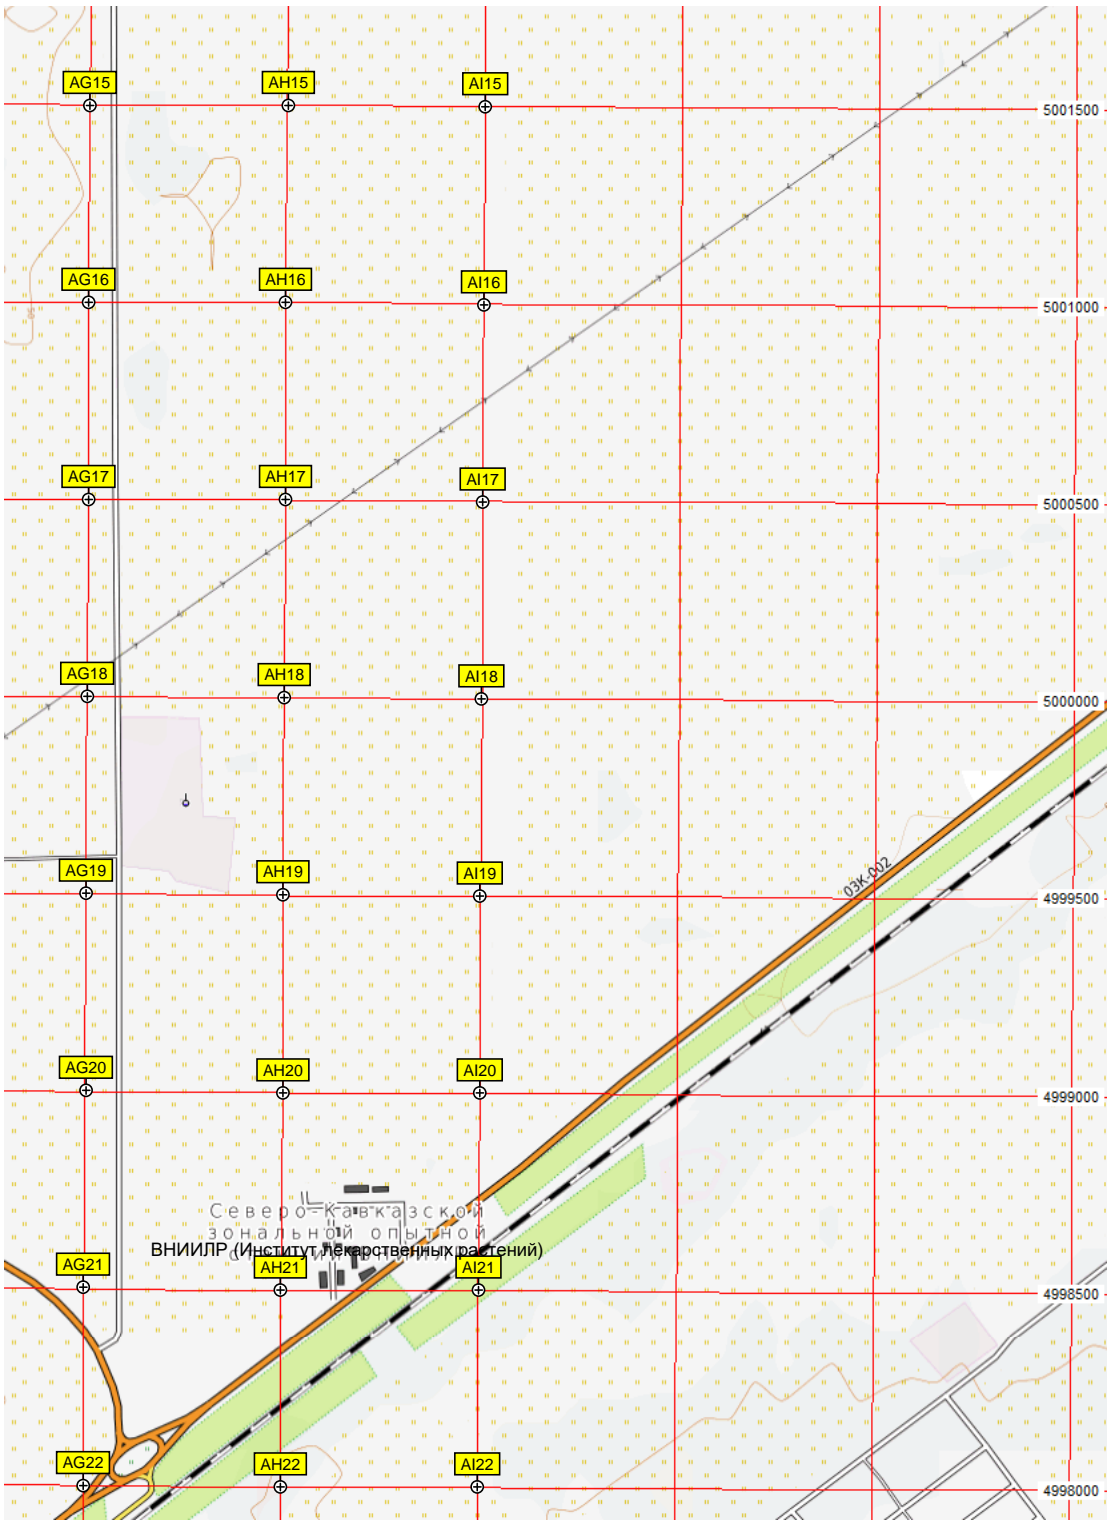 AG15 AH15 AI15
5001500
AG16 AH16 AI16
5001000
AG17 AH17 AI17
5000500
AG18 AH18 AI18
5000000
03К-002
AG19 AH19 AI19
4999500
AG20 AH20 AI20
4999000
Северо-Кавказской
зональной опытной
ВНИИЛР (Институт лекарственных растений)
AG21 AH21 AI21
4998500
AG22 AH22 AI22
4998000